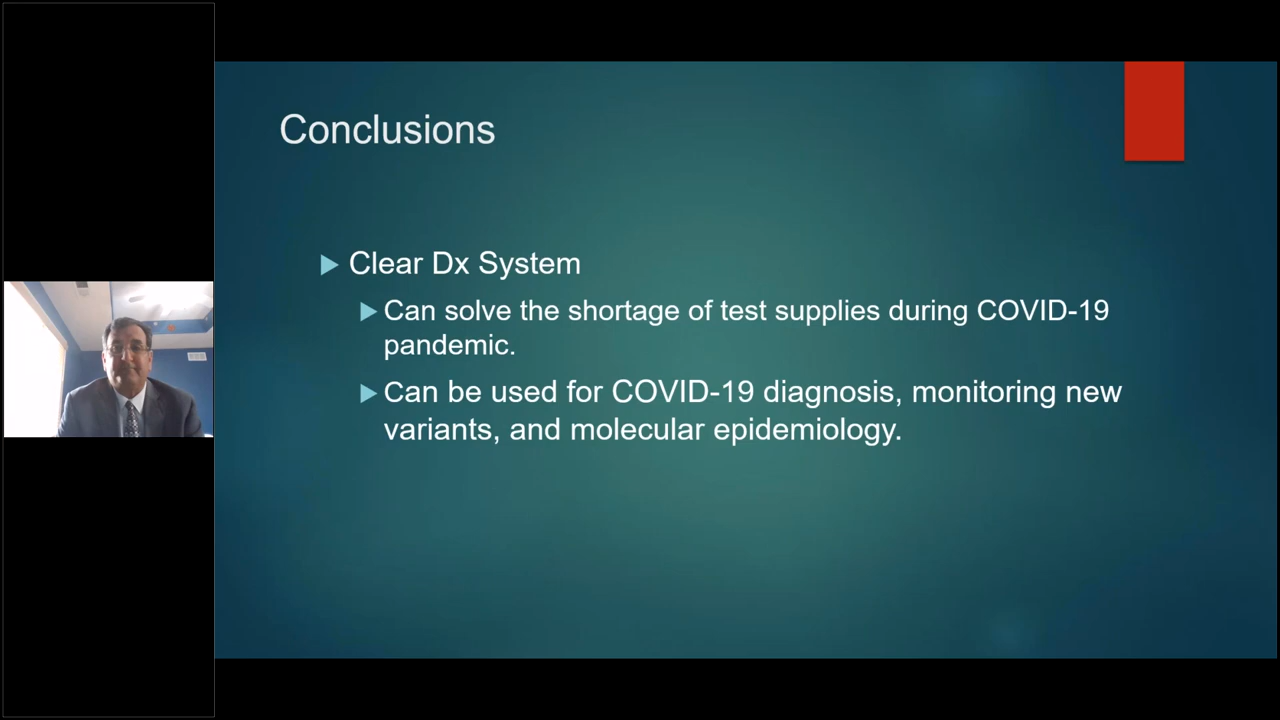 Conclusions
Clear Dx System
Can solve the shortage of test supplies during COVID-19
pandemic.
Can be used for COVID-19 diagnosis, monitoring new
variants, and molecular epidemiology.